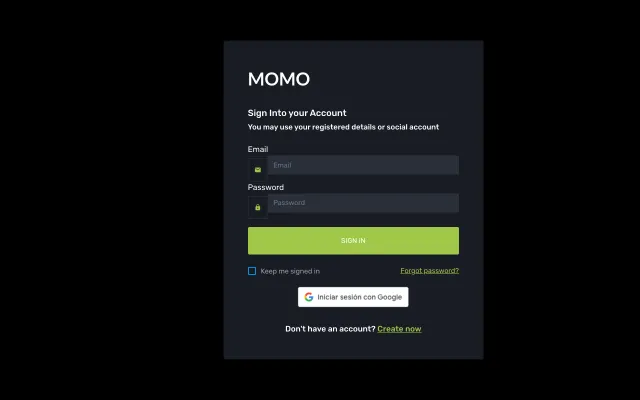 MOMO
Sign Into your Account
You may use your registered details or social account
Email
Email
Password
Password
SIGN IN
Keep me signed in Forgot password?
Iniciar sesión con Google
Don't have an account? Create now